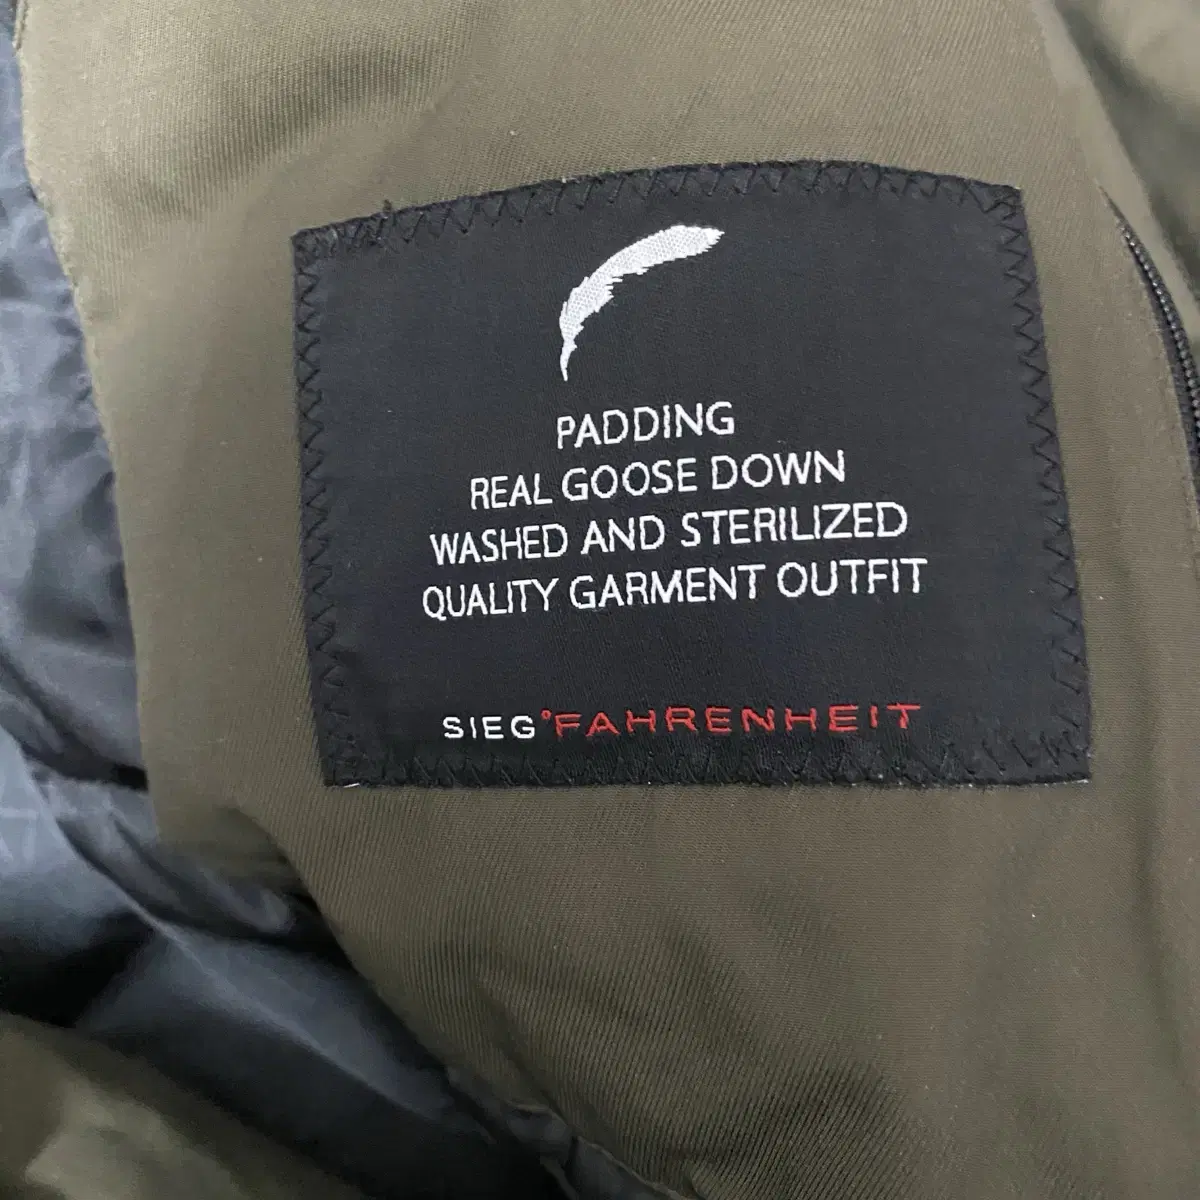 PADDING
REAL GOOSE DOWN
WASHED AND STERILIZED
QUALITY GARMENT OUTFIT
SIEG°FAHRENHEIT